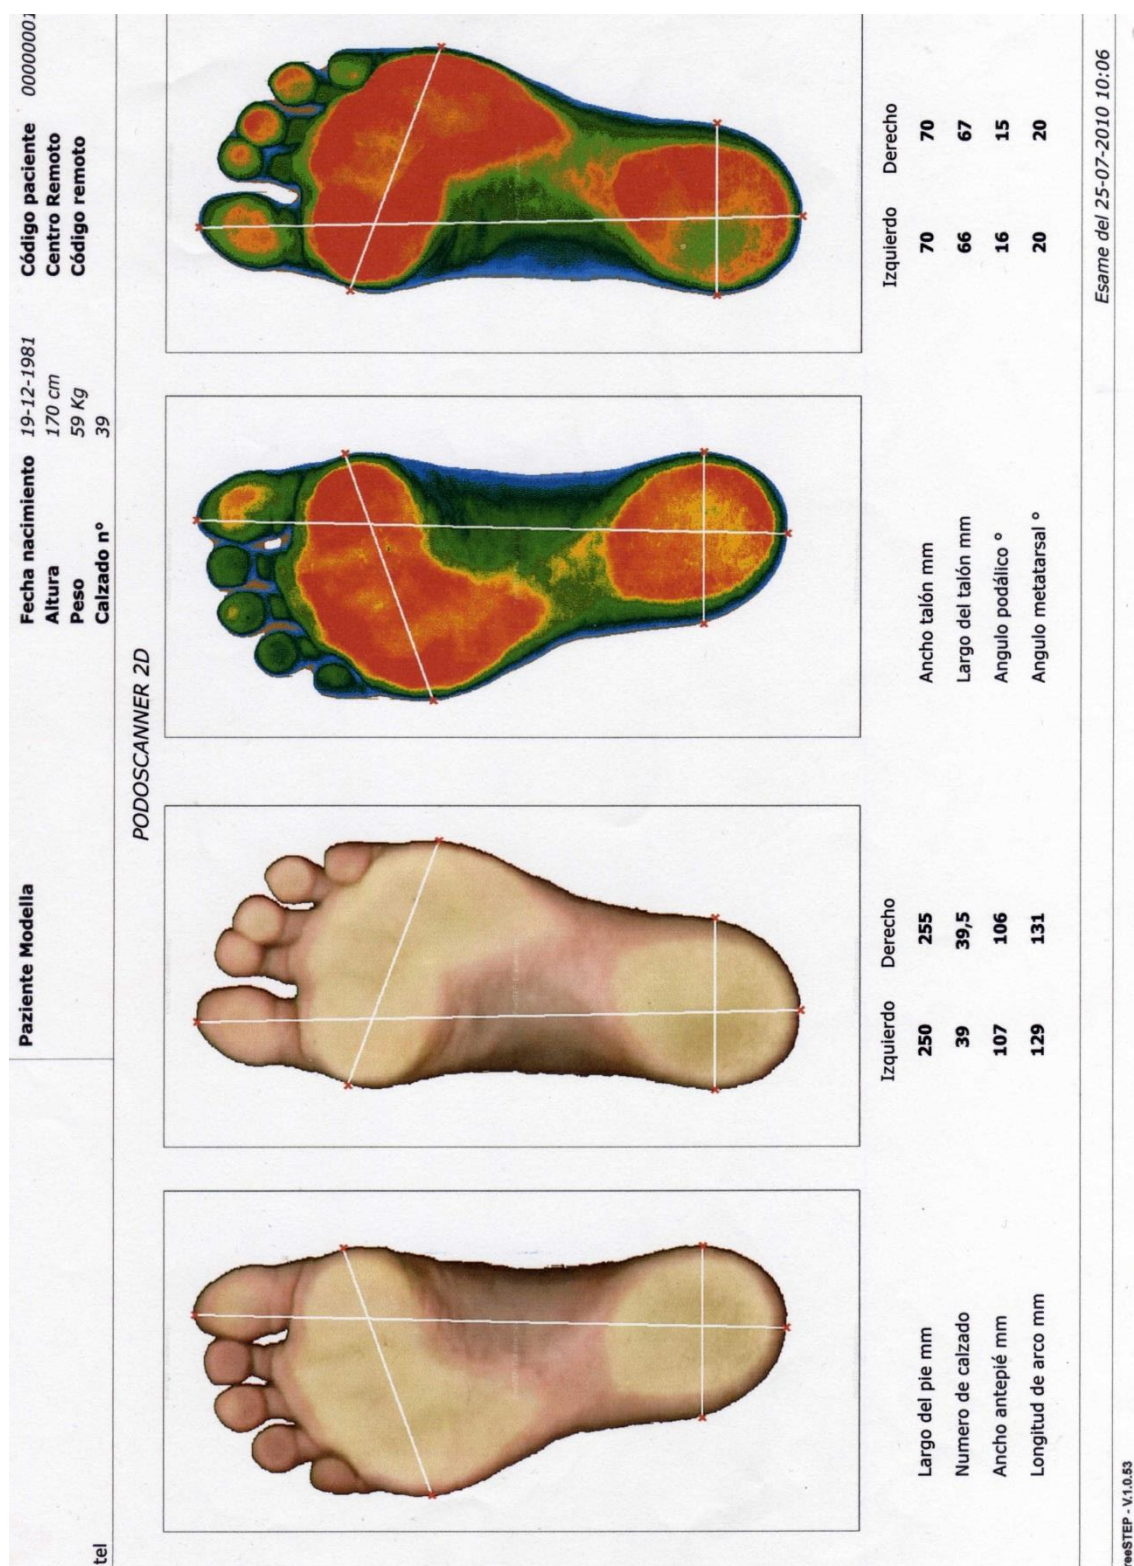 tel
Paziente Modella
Fecha nacimiento 19-12-1981
Altura 170 cm
Peso 59 Kg
Calzado nº 39
Código paciente 00000001
Centro Remoto
Código remoto
PODOSCANNER 2D
Izquierdo Derecho
Largo del pie mm 250 255
Numero de calzado 39 39,5
Ancho antepié mm 107 106
Longitud de arco mm 129 131
Izquierdo Derecho
Ancho talón mm 70 70
Largo del talón mm 66 67
Angulo podálico º 16 15
Angulo metatarsal º 20 20
Esame del 25-07-2010 10:06
- V.1.0.53